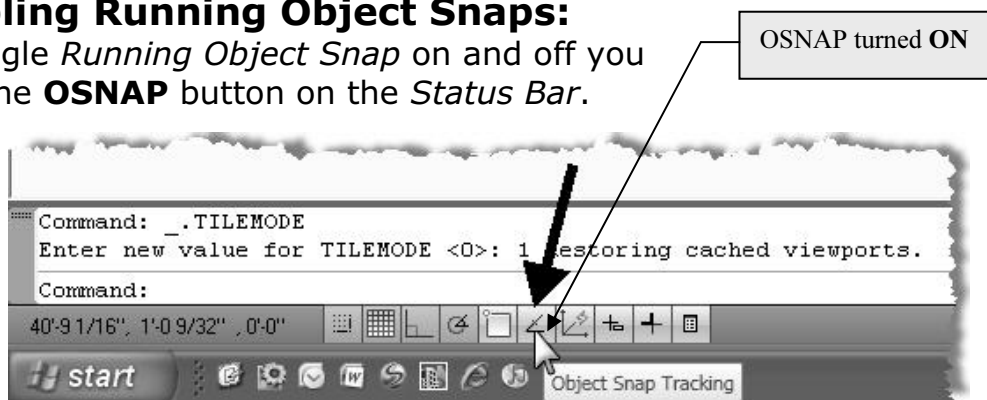 ling Running Object Snaps:
gle Running Object Snap on and off you
he OSNAP button on the Status Bar.
OSNAP turned ON
Command: _.TILEMODE
Enter new value for TILEMODE <0>: 1 Restoring cached viewports.
Command:
40'-9 1/16", 1'-0 9/32" , 0'-0"
start
Object Snap Tracking